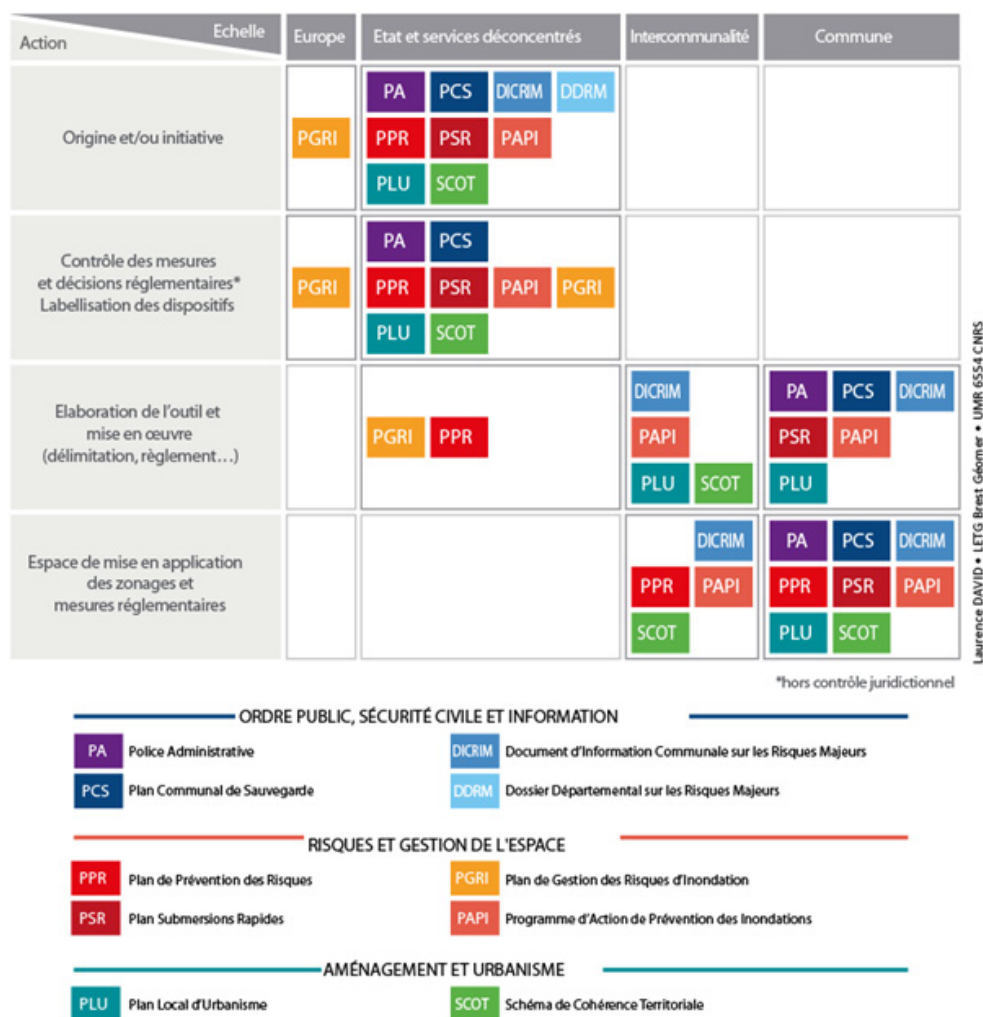 Echelle
Action
Europe
Etat et services déconcentrés
Intercommunalité
Commune
Origine et/ou initiative
PGRI
PA PCS DICRIM DDRM
PPR PSR PAPI
PLU SCOT
Contrôle des mesures
et décisions réglementaires*
Labellisation des dispositifs
PGRI
PA PCS
PPR PSR PAPI PGRI
PLU SCOT
Elaboration de l'outil et
mise en œuvre
(délimitation, règlement…)
PGRI PPR
DICRIM
PAPI
PLU SCOT
PA PCS DICRIM
PSR PAPI
PLU
Espace de mise en application
des zonages et
mesures réglementaires
DICRIM
PPR PAPI
SCOT
PA PCS DICRIM
PPR PSR PAPI
PLU SCOT
Laurence DAVID • LETG Brest Géomer • UMR 6554 CNRS
*hors contrôle juridictionnel
ORDRE PUBLIC, SÉCURITÉ CIVILE ET INFORMATION
PA Police Administrative
DICRIM Document d'Information Communale sur les Risques Majeurs
PCS Plan Communal de Sauvegarde
DDRM Dossier Départemental sur les Risques Majeurs
RISQUES ET GESTION DE L'ESPACE
PPR Plan de Prévention des Risques
PGRI Plan de Gestion des Risques d'Inondation
PSR Plan Submersions Rapides
PAPI Programme d'Action de Prévention des Inondations
AMÉNAGEMENT ET URBANISME
PLU Plan Local d'Urbanisme
SCOT Schéma de Cohérence Territoriale